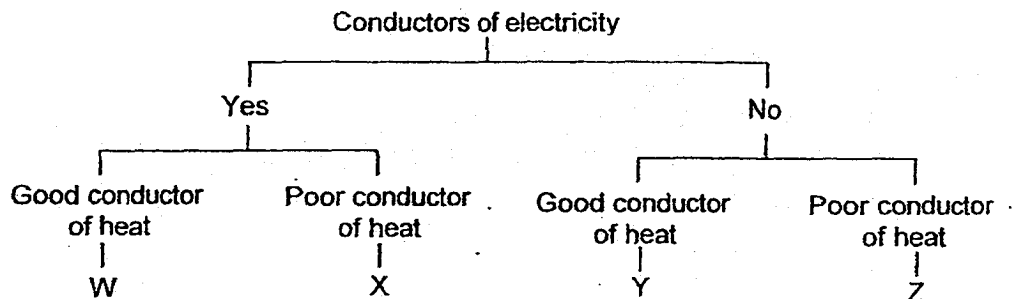 Conductors of electricity
Yes
No
Good conductor
of heat
Poor conductor
of heat
Good conductor
of heat
Poor conductor
of heat
W
X
Y
Z